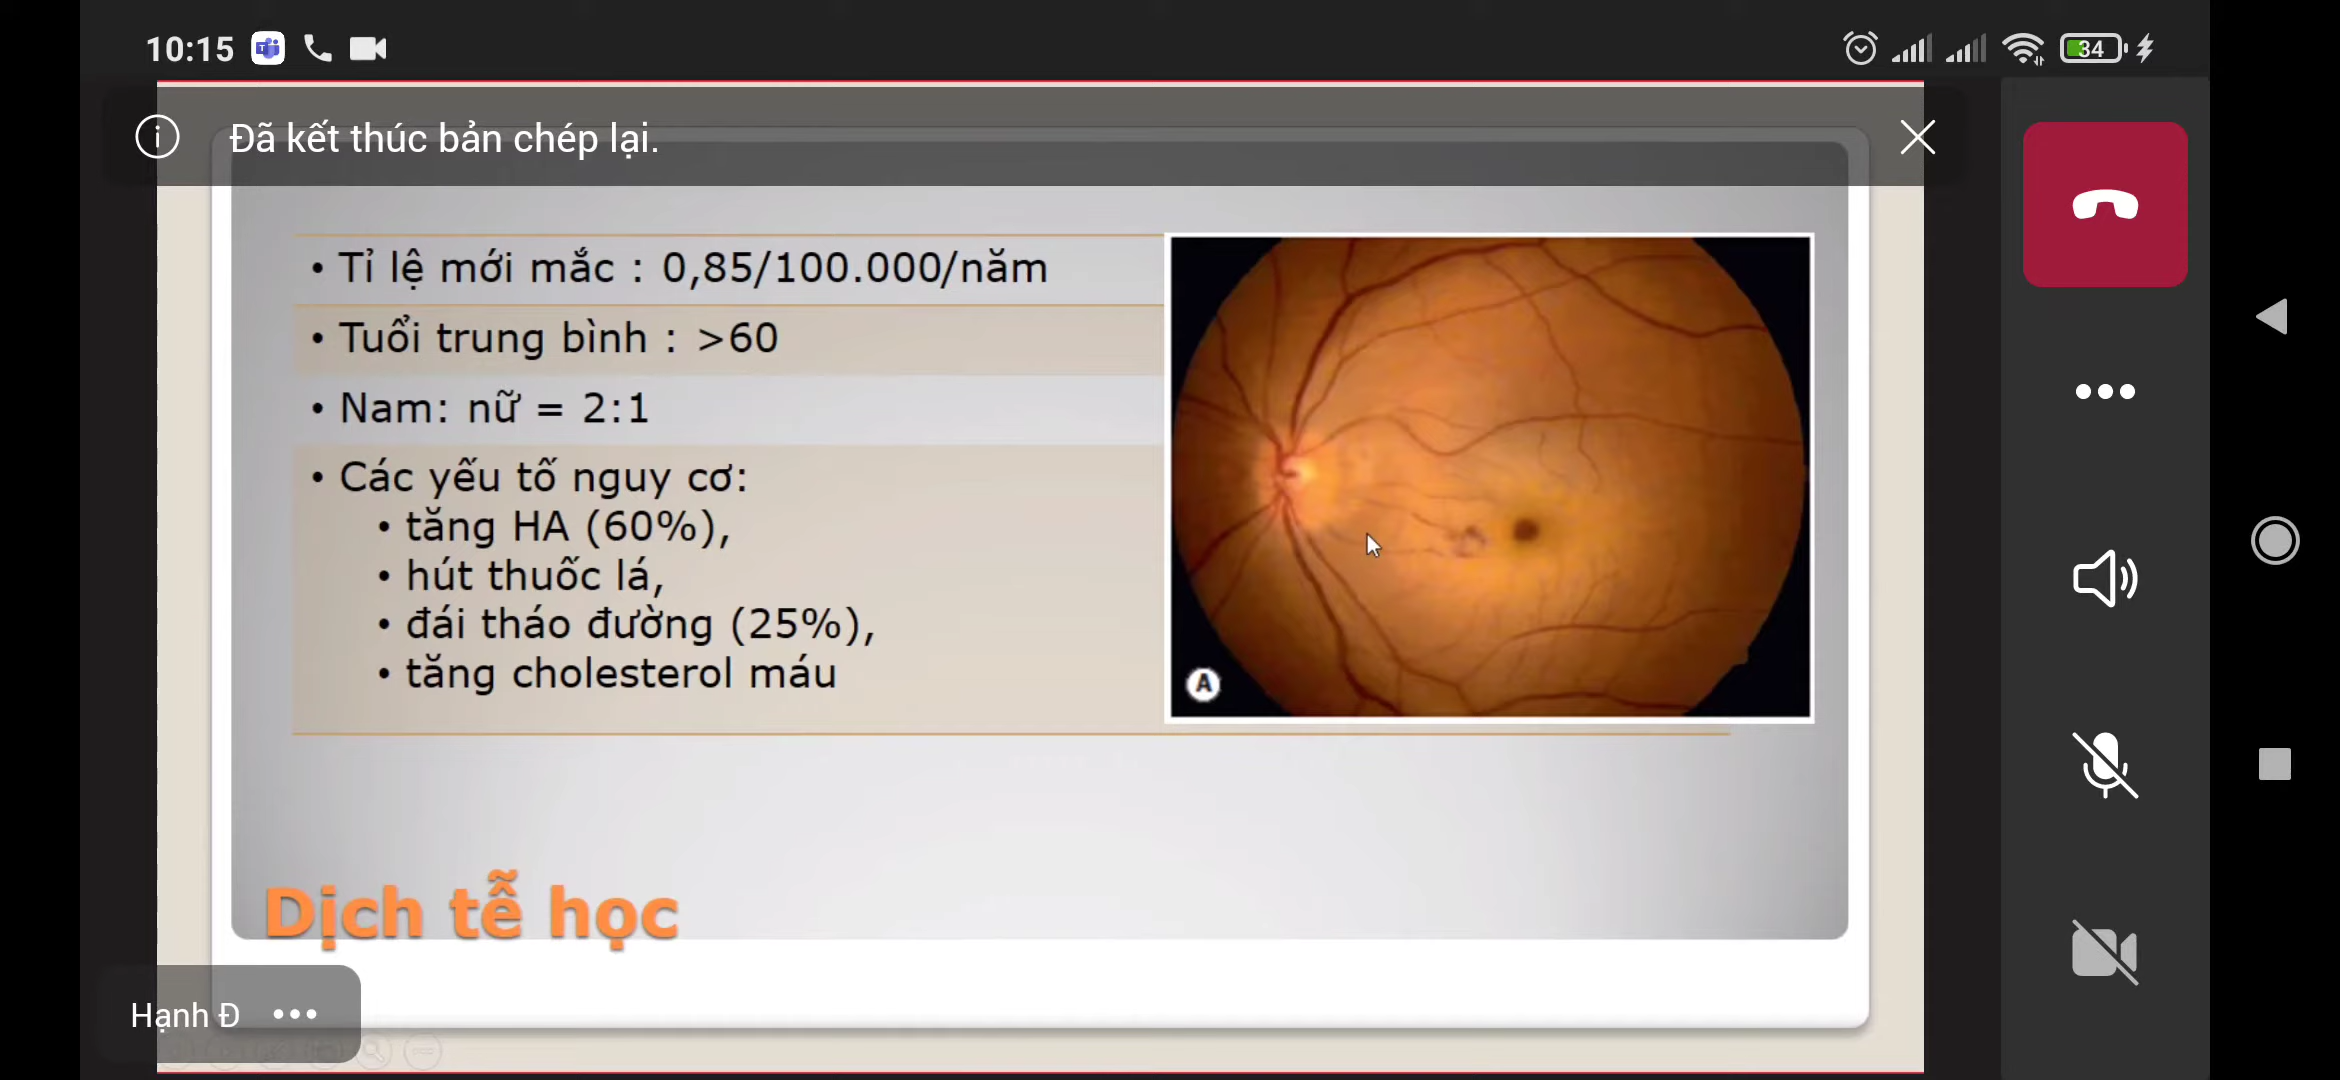 10:15
34
Đã kết thúc bản chép lại.
• Tỉ lệ mới mắc : 0,85/100.000/năm
• Tuổi trung bình : >60
• Nam: nữ = 2:1
• Các yếu tố nguy cơ:
• tăng HA (60%),
• hút thuốc lá,
• đái tháo đường (25%),
• tăng cholesterol máu
A
Dịch tễ học
Hạnh Đ